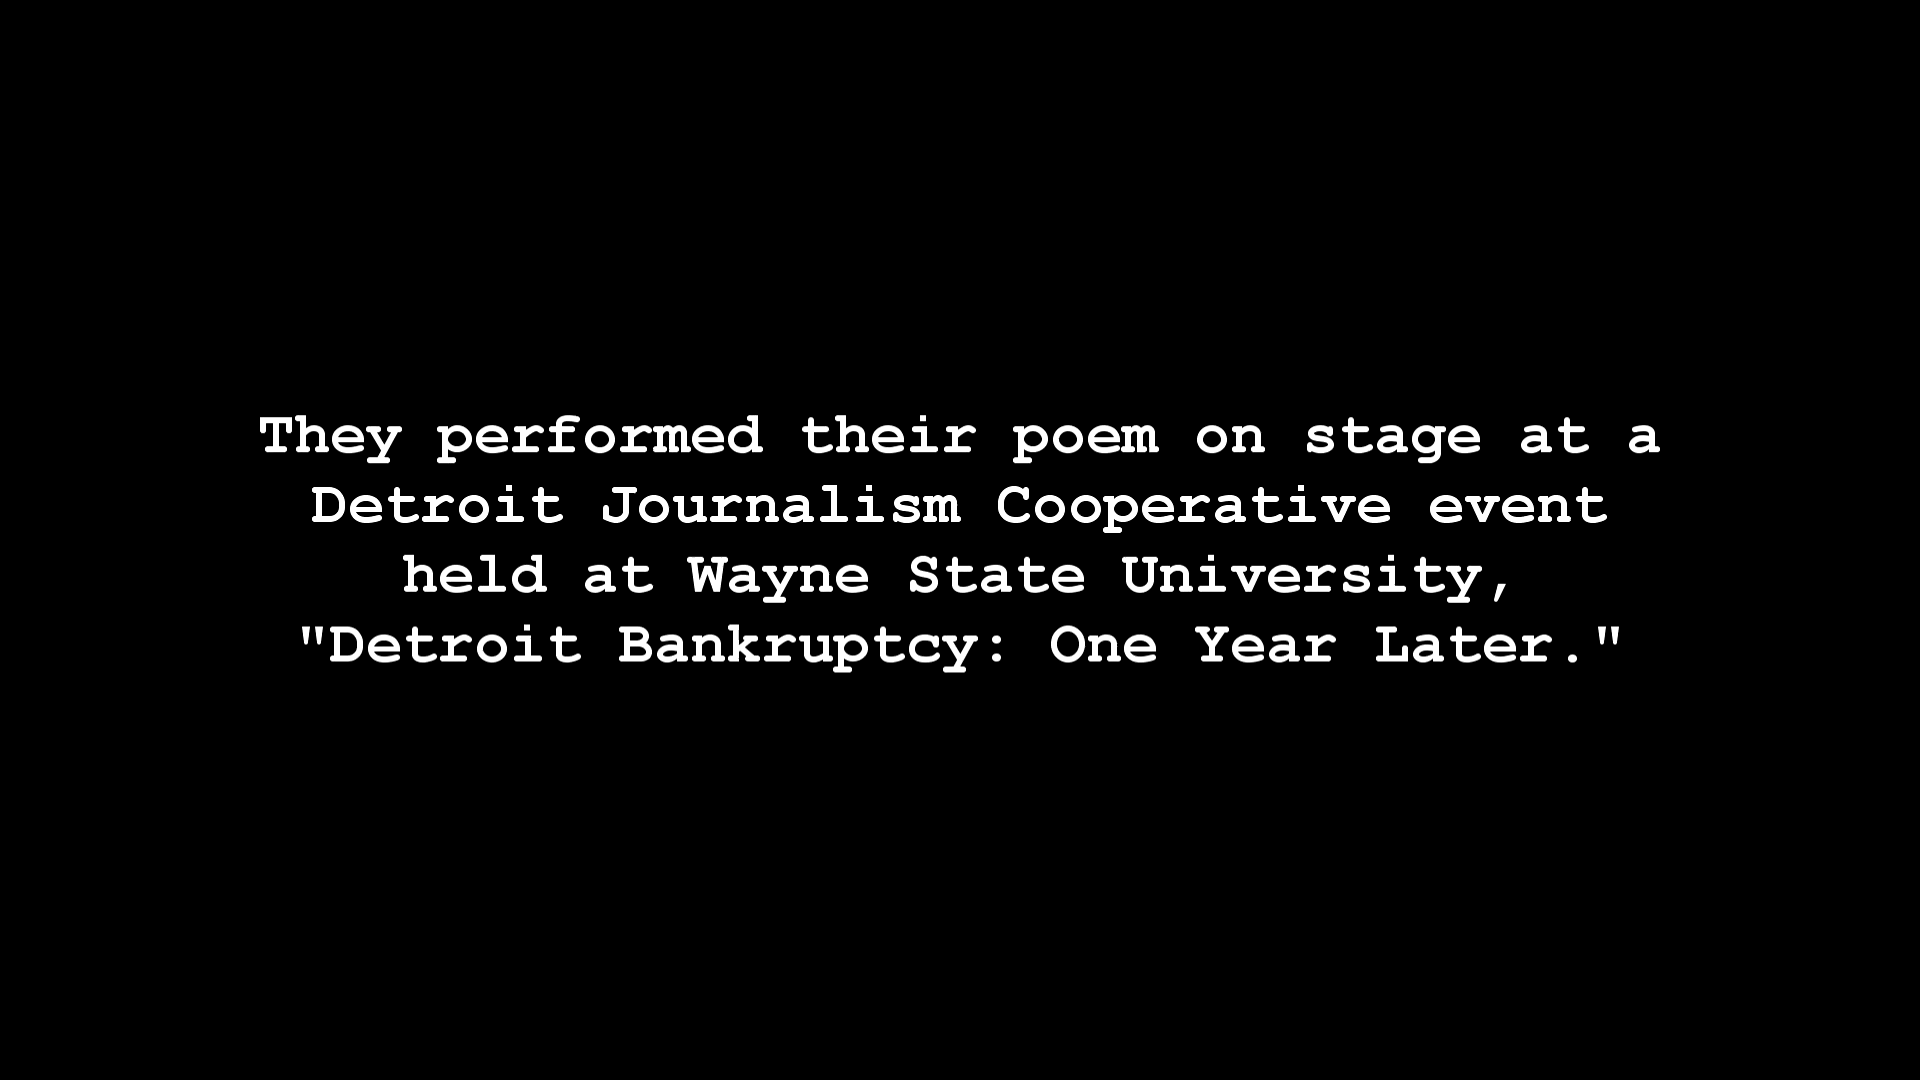 They performed their poem on stage at a
Detroit Journalism Cooperative event
held at Wayne State University,
"Detroit Bankruptcy: One Year Later."